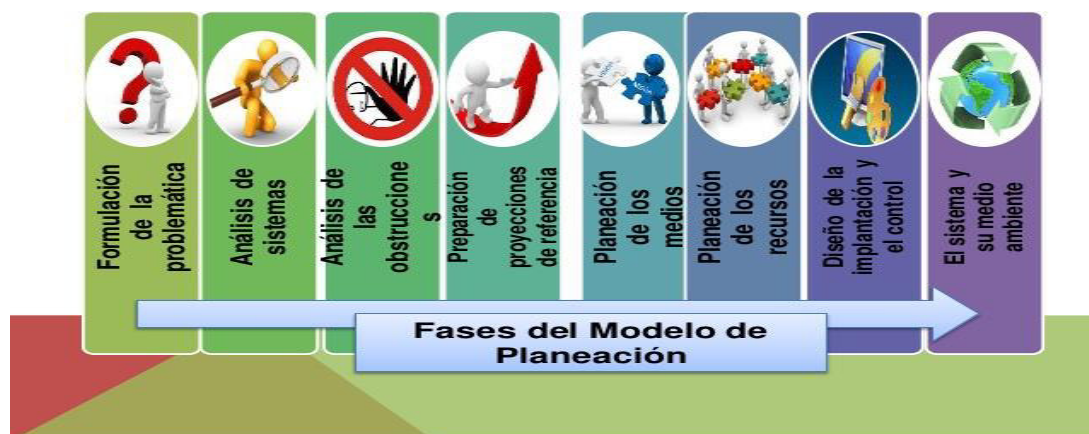 Formulación
de la
problemática
Análisis de
sistemas
Análisis de
las
obstruccione
s
Preparación
de
proyecciones
de referencia
Planeación
de los
medios
Planeación
de los
recursos
Diseño de la
implantación y
el control
El sistema y
su medio
ambiente
Fases del Modelo de
Planeación